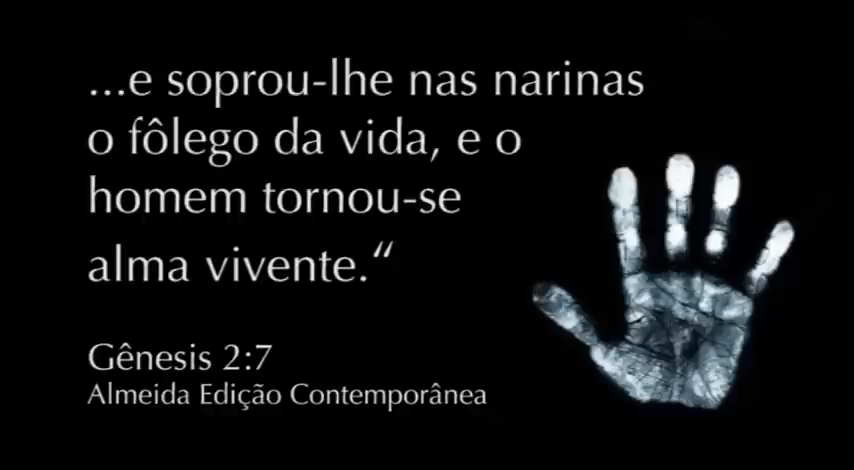 ...e soprou-lhe nas narinas
o fôlego da vida, e o
homem tornou-se
alma vivente.“
Gênesis 2:7
Almeida Edição Contemporânea